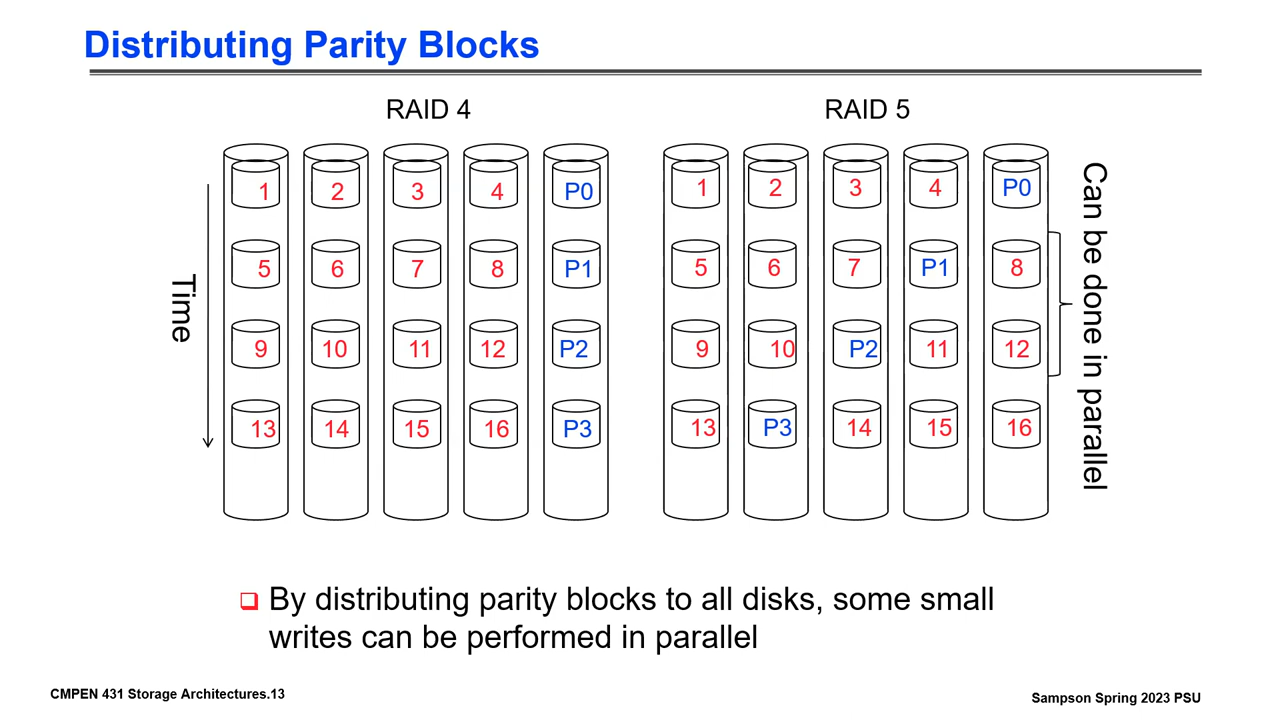 Distributing Parity Blocks
RAID 4
RAID 5
Time
1 2 3 4 P0
5 6 7 8 P1
9 10 11 12 P2
13 14 15 16 P3
1 2 3 4 P0
5 6 7 P1 8
9 10 P2 11 12
13 P3 14 15 16
Can be done in parallel
By distributing parity blocks to all disks, some small
writes can be performed in parallel
CMPEN 431 Storage Architectures.13
Sampson Spring 2023 PSU